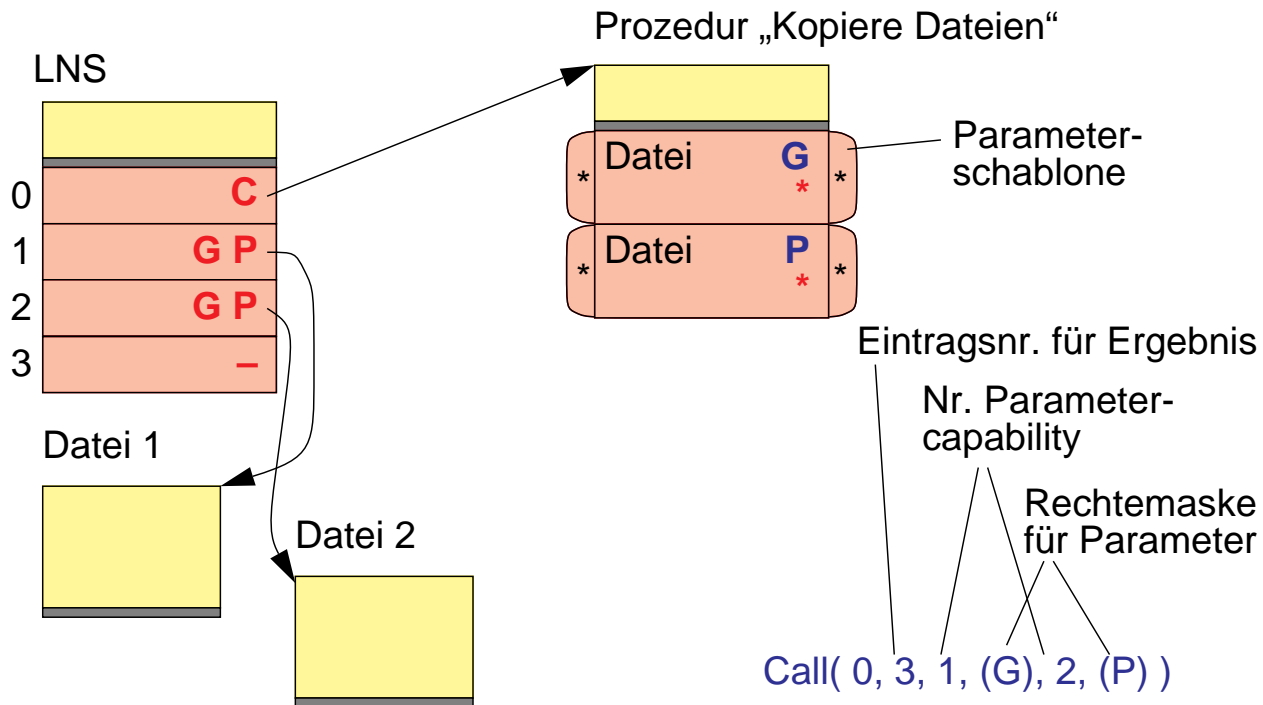 Prozedur „Kopiere Dateien“
LNS
0 C
1 G P
2 G P
3 –
* Datei G *
*
* Datei P *
*
Parameter-
schablone
Datei 1
Datei 2
Eintragsnr. für Ergebnis
Nr. Parameter-
capability
Rechtemaske
für Parameter
Call( 0, 3, 1, (G), 2, (P) )